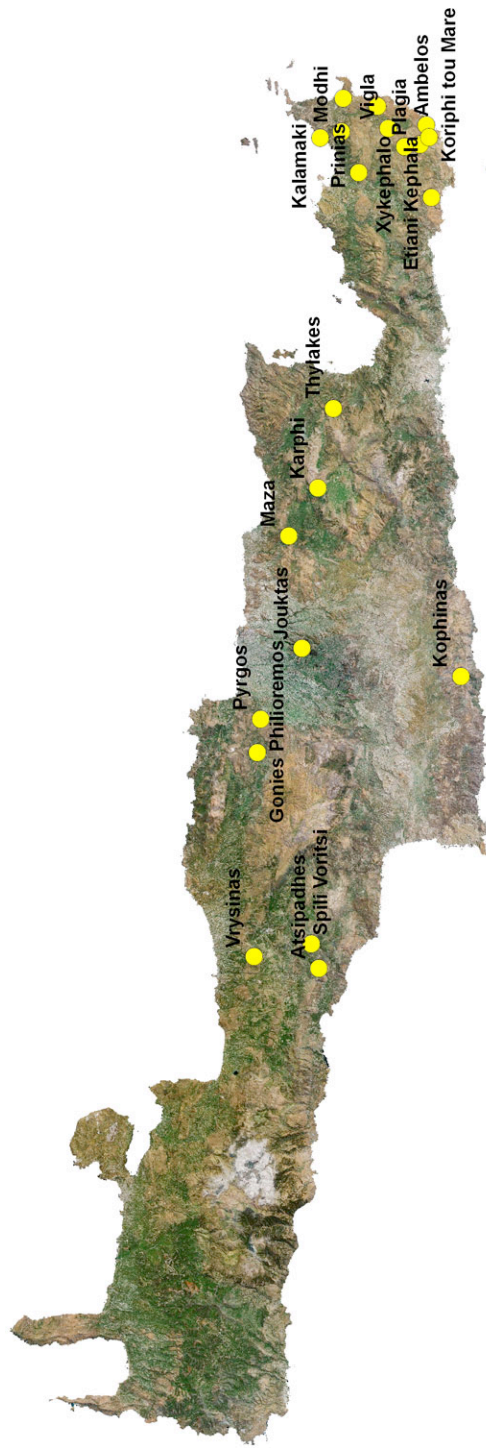 Vrysinas
Atsipadhes
Spili Voritsi
Pyrgos
Gonies Philioremos
Jouktas
Kophinas
Maza
Karphi
Thylakes
Kalamaki
Modhi
Prinias
Vigla
Xykephalo
Plagia
Etiani Kephala
Ambelos
Koriphi tou Mare